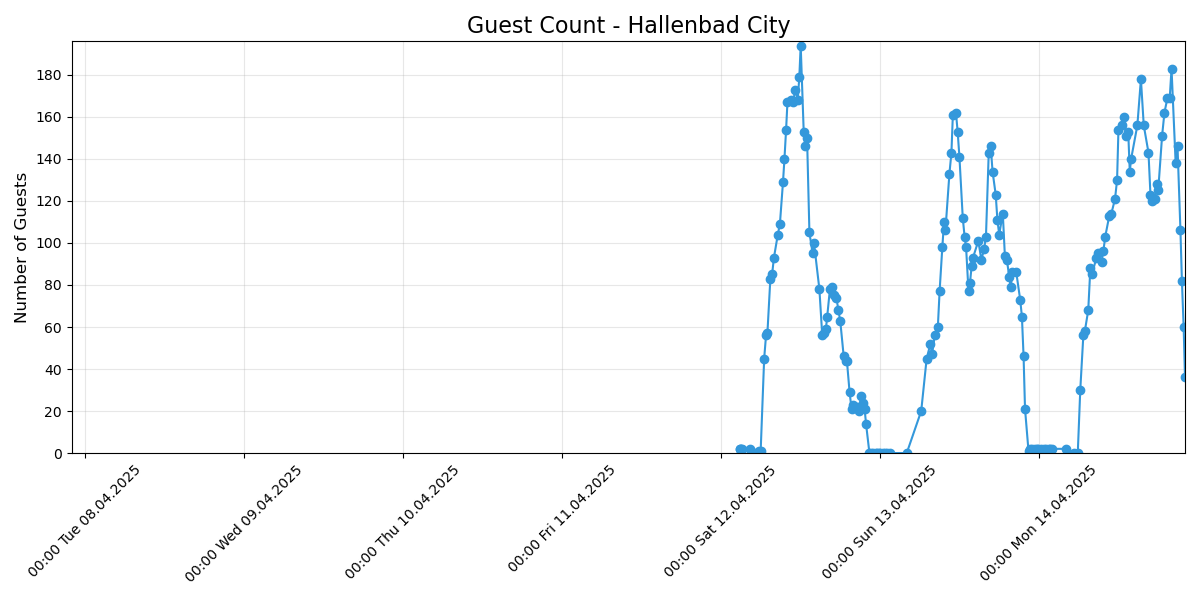 Guest Count - Hallenbad City
Number of Guests
180
160
140
120
100
80
60
40
20
0
00:00 Tue 08.04.2025
00:00 Wed 09.04.2025
00:00 Thu 10.04.2025
00:00 Fri 11.04.2025
00:00 Sat 12.04.2025
00:00 Sun 13.04.2025
00:00 Mon 14.04.2025